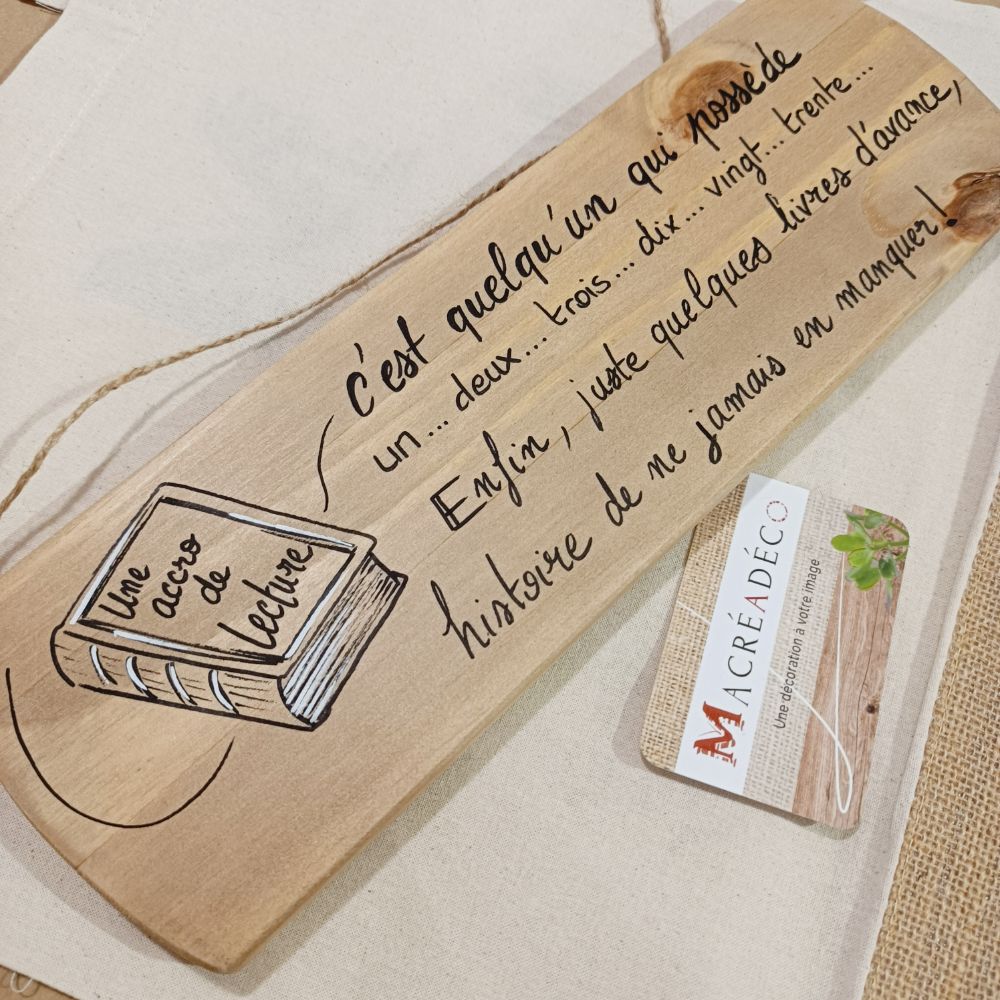 Une
accro
de
Lecture
c'est quelqu'un qui possède
un... deux.... trois.... dix.... vingt.... trente....
Enfin, juste quelques livres d'avance,
histoire de ne jamais en manquer!
MACRÉADÉCO
Une décoration à votre image